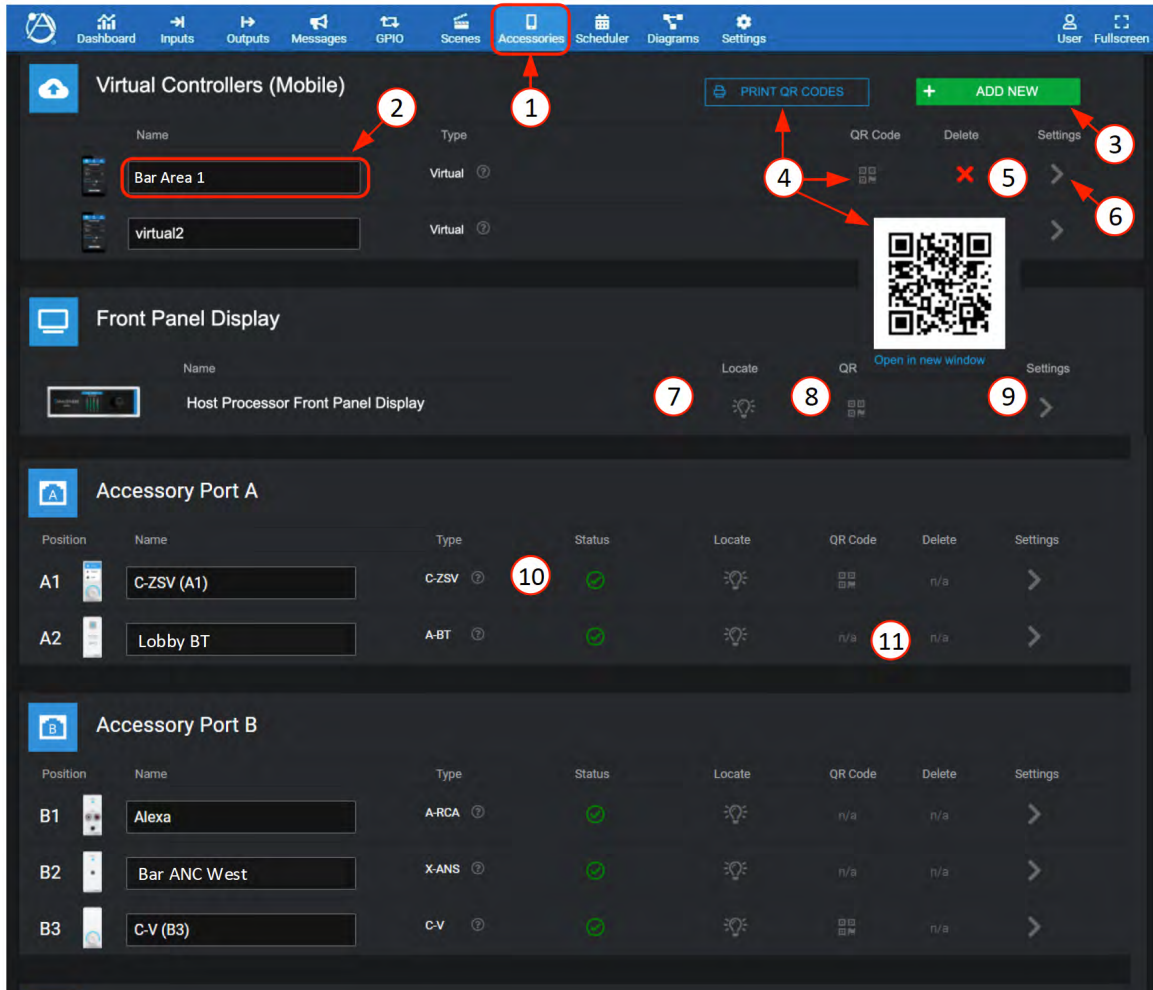 Dashboard Inputs Outputs Messages GPIO Scenes Accessories Scheduler Diagrams Settings User Fullscreen
Virtual Controllers (Mobile)
PRINT QR CODES
+ ADD NEW
2
1
3
Name Type QR Code Delete Settings
Bar Area 1 Virtual ?
4
5
6
virtual2 Virtual ?
Open in new window
Front Panel Display
Name Locate QR Settings
Host Processor Front Panel Display
7
8
9
A
Accessory Port A
Position Name Type Status Locate QR Code Delete Settings
A1 C-ZSV (A1) C-ZSV ? 10 n/a
A2 Lobby BT A-BT ? n/a 11 n/a
B
Accessory Port B
Position Name Type Status Locate QR Code Delete Settings
B1 Alexa A-RCA ? n/a n/a
B2 Bar ANC West X-ANS ? n/a n/a
B3 C-V (B3) C-V ? n/a